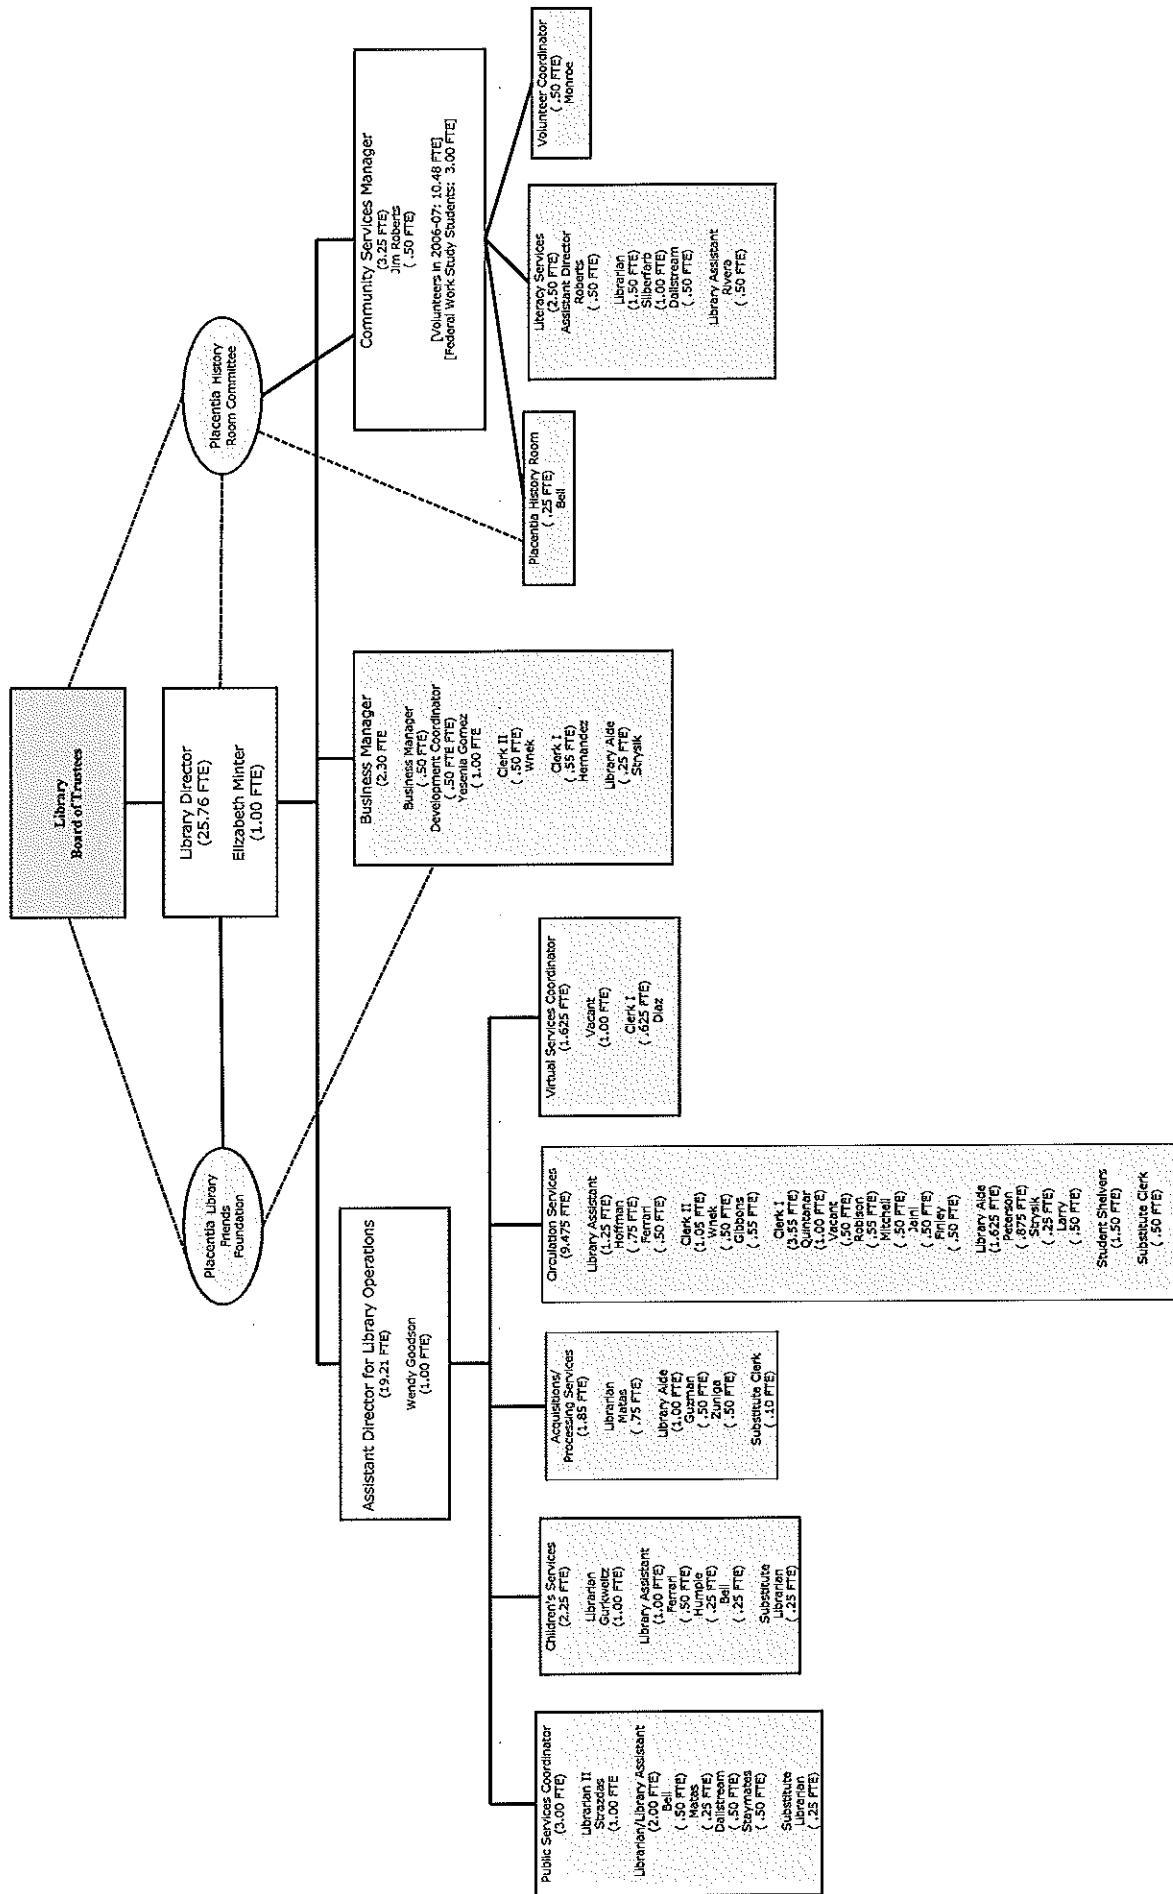 Library
Board of Trustees
Library Director
(25.76 FTE)
Elizabeth Minter
(1.00 FTE)
Placentia Library
Friends
Foundation
Placentia History
Room Committee
Assistant Director for Library Operations
(19.21 FTE)
Wendy Goodson
(1.00 FTE)
Business Manager
(2.30 FTE
Business Manager
( .50 FTE)
Development Coordinator
( .50 FTE FTE)
Yesenia Gomez
( 1.00 FTE
Clerk II
( .50 FTE)
Wnek
Clerk I
( .55 FTE)
Hernandez
Library Aide
( .25 FTE)
Strysik
Community Services Manager
(3.25 FTE)
Jim Roberts
( .50 FTE)
[Volunteers in 2006-07: 10.48 FTE]
[Federal Work Study Students: 3.00 FTE]
Public Services Coordinator
(3.00 FTE)
Librarian II
Strazdas
(1.00 FTE
Librarian/Library Assistant
(2.00 FTE)
Bell
( .50 FTE)
Matas
( .25 FTE)
Dallstream
( .50 FTE)
Staymates
( .50 FTE)
Substitute
Librarian
( .25 FTE)
Children's Services
(2.25 FTE)
Librarian
Gurkweitz
(1.00 FTE)
Library Assistant
(1.00 FTE)
Ferrari
( .50 FTE)
Humple
( .25 FTE)
Bell
( .25 FTE)
Substitute
Librarian
( .25 FTE)
Acquisitions/
Processing Services
(1.85 FTE)
Librarian
Matas
( .75 FTE)
Library Aide
(1.00 FTE)
Guzman
( .50 FTE)
Zuniga
( .50 FTE)
Substitute Clerk
( .10 FTE)
Circulation Services
(9.475 FTE)
Library Assistant
(1.25 FTE)
Hoffman
( .75 FTE)
Ferrari
( .50 FTE)
Clerk II
(1.05 FTE)
Wnek
( .50 FTE)
Gibbons
( .55 FTE)
Clerk I
(3.55 FTE)
Quintanar
(1.00 FTE)
Vacant
( .50 FTE)
Robison
( .55 FTE)
Mitchell
( .50 FTE)
Jaini
( .50 FTE)
Finley
( .50 FTE)
Library Aide
(1.625 FTE)
Peterson
( .875 FTE)
Strysik
( .25 FTE)
Larry
( .50 FTE)
Student Shelvers
(1.50 FTE)
Substitute Clerk
( .50 FTE)
Virtual Services Coordinator
(1.625 FTE)
Vacant
(1.00 FTE)
Clerk I
( .625 FTE)
Diaz
Placentia History Room
( .25 FTE)
Bell
Literacy Services
(2.50 FTE)
Assistant Director
Roberts
( .50 FTE)
Librarian
(1.50 FTE)
Silberfarb
(1.00 FTE)
Dallstream
( .50 FTE)
Library Assistant
Rivera
( .50 FTE)
Volunteer Coordinator
( .50 FTE)
Monroe